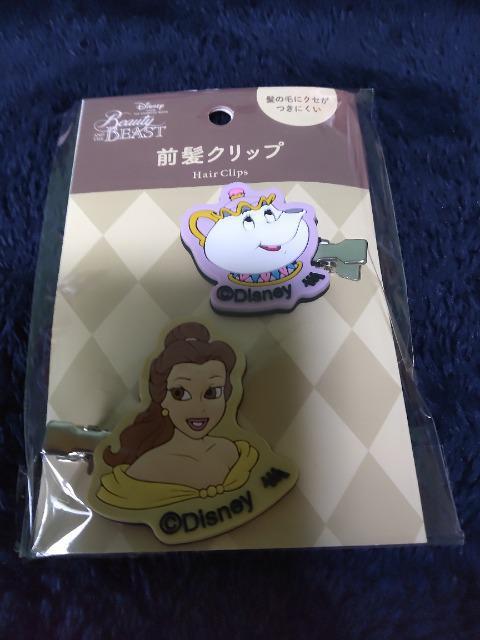 Disney
Beauty
AND THE
BEAST
髪の毛にクセが
つきにくい
前髪クリップ
Hair Clips
©Disney
©Disney